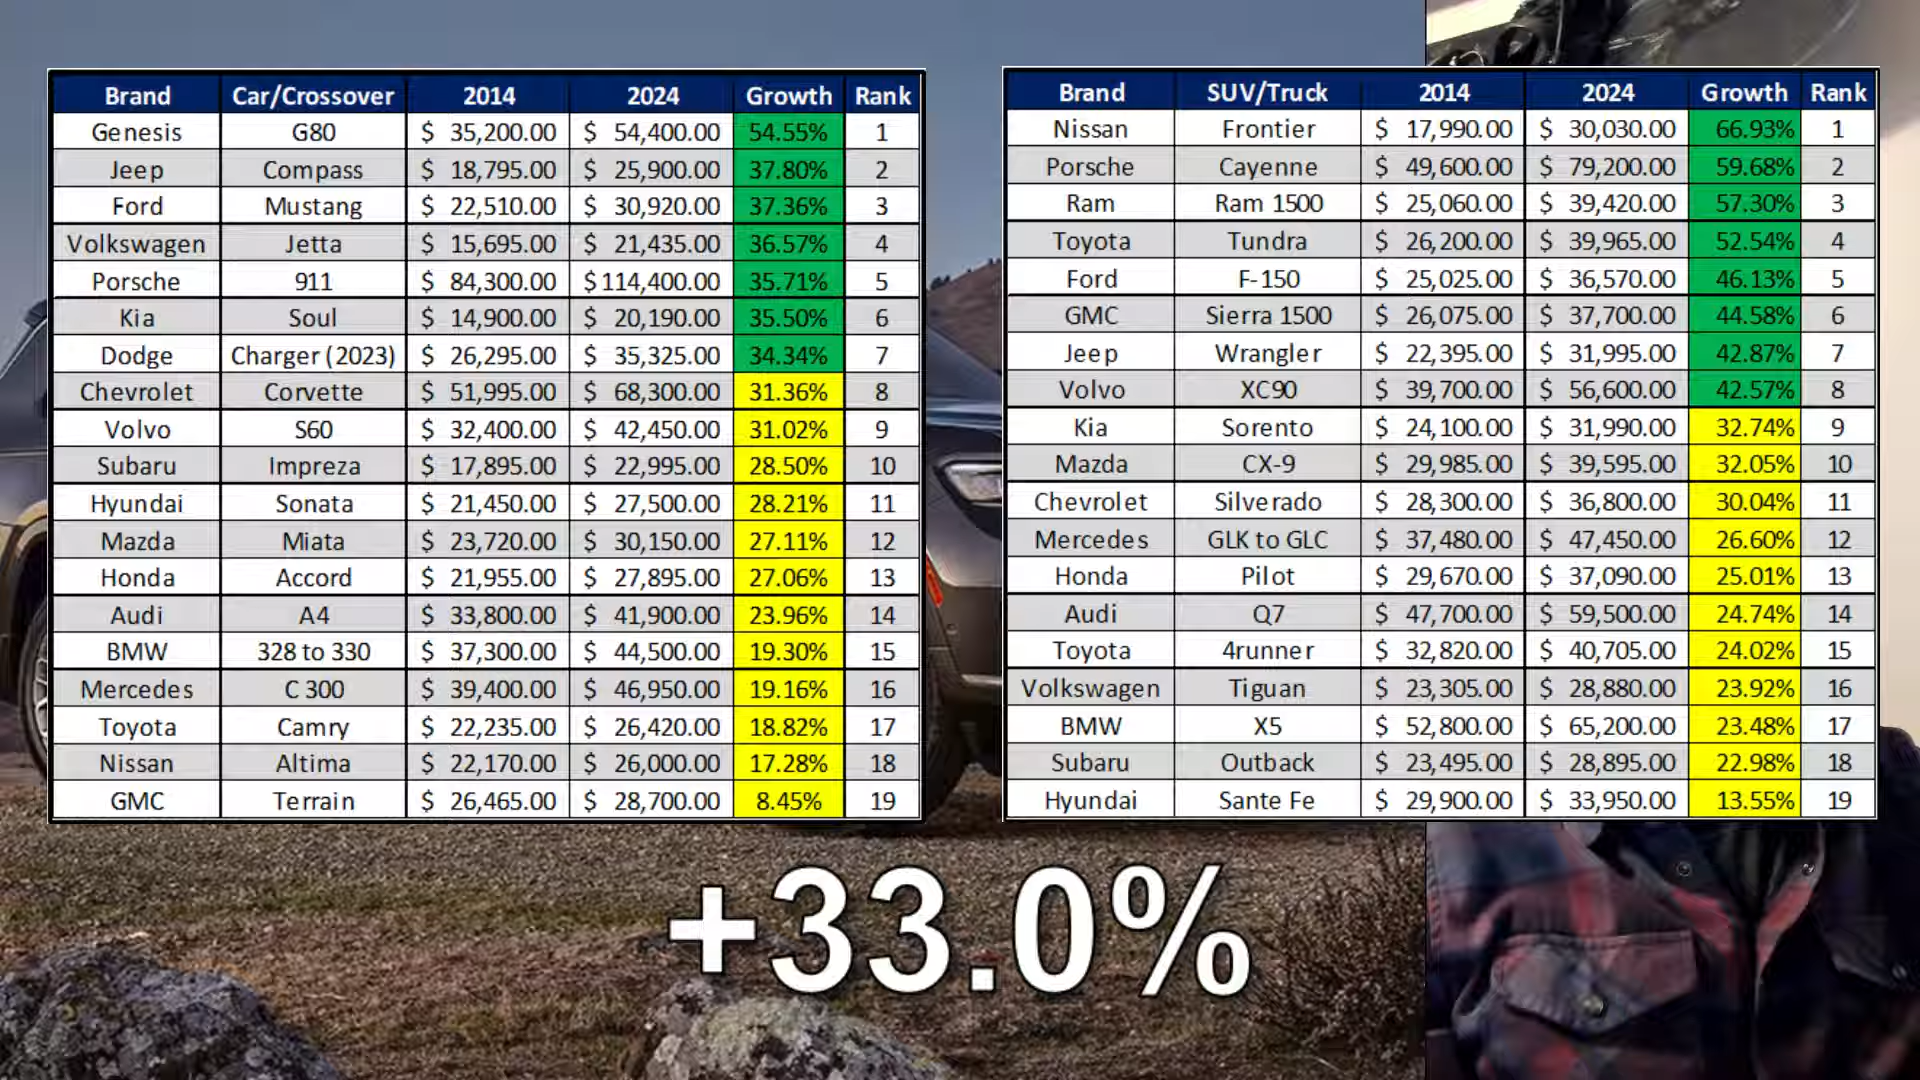 Brand Car/Crossover 2014 2024 Growth Rank
Genesis G80 $ 35,200.00 $ 54,400.00 54.55% 1
Jeep Compass $ 18,795.00 $ 25,900.00 37.80% 2
Ford Mustang $ 22,510.00 $ 30,920.00 37.36% 3
Volkswagen Jetta $ 15,695.00 $ 21,435.00 36.57% 4
Porsche 911 $ 84,300.00 $114,400.00 35.71% 5
Kia Soul $ 14,900.00 $ 20,190.00 35.50% 6
Dodge Charger (2023) $ 26,295.00 $ 35,325.00 34.34% 7
Chevrolet Corvette $ 51,995.00 $ 68,300.00 31.36% 8
Volvo S60 $ 32,400.00 $ 42,450.00 31.02% 9
Subaru Impreza $ 17,895.00 $ 22,995.00 28.50% 10
Hyundai Sonata $ 21,450.00 $ 27,500.00 28.21% 11
Mazda Miata $ 23,720.00 $ 30,150.00 27.11% 12
Honda Accord $ 21,955.00 $ 27,895.00 27.06% 13
Audi A4 $ 33,800.00 $ 41,900.00 23.96% 14
BMW 328 to 330 $ 37,300.00 $ 44,500.00 19.30% 15
Mercedes C 300 $ 39,400.00 $ 46,950.00 19.16% 16
Toyota Camry $ 22,235.00 $ 26,420.00 18.82% 17
Nissan Altima $ 22,170.00 $ 26,000.00 17.28% 18
GMC Terrain $ 26,465.00 $ 28,700.00 8.45% 19
Brand SUV/Truck 2014 2024 Growth Rank
Nissan Frontier $ 17,990.00 $ 30,030.00 66.93% 1
Porsche Cayenne $ 49,600.00 $ 79,200.00 59.68% 2
Ram Ram 1500 $ 25,060.00 $ 39,420.00 57.30% 3
Toyota Tundra $ 26,200.00 $ 39,965.00 52.54% 4
Ford F-150 $ 25,025.00 $ 36,570.00 46.13% 5
GMC Sierra 1500 $ 26,075.00 $ 37,700.00 44.58% 6
Jeep Wrangler $ 22,395.00 $ 31,995.00 42.87% 7
Volvo XC90 $ 39,700.00 $ 56,600.00 42.57% 8
Kia Sorento $ 24,100.00 $ 31,990.00 32.74% 9
Mazda CX-9 $ 29,985.00 $ 39,595.00 32.05% 10
Chevrolet Silverado $ 28,300.00 $ 36,800.00 30.04% 11
Mercedes GLK to GLC $ 37,480.00 $ 47,450.00 26.60% 12
Honda Pilot $ 29,670.00 $ 37,090.00 25.01% 13
Audi Q7 $ 47,700.00 $ 59,500.00 24.74% 14
Toyota 4runner $ 32,820.00 $ 40,705.00 24.02% 15
Volkswagen Tiguan $ 23,305.00 $ 28,880.00 23.92% 16
BMW X5 $ 52,800.00 $ 65,200.00 23.48% 17
Subaru Outback $ 23,495.00 $ 28,895.00 22.98% 18
Hyundai Sante Fe $ 29,900.00 $ 33,950.00 13.55% 19
+33.0%